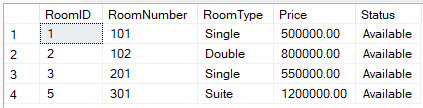 RoomID RoomNumber RoomType Price Status
1 1 101 Single 500000.00 Available
2 2 102 Double 800000.00 Available
3 3 201 Single 550000.00 Available
4 5 301 Suite 1200000.00 Available